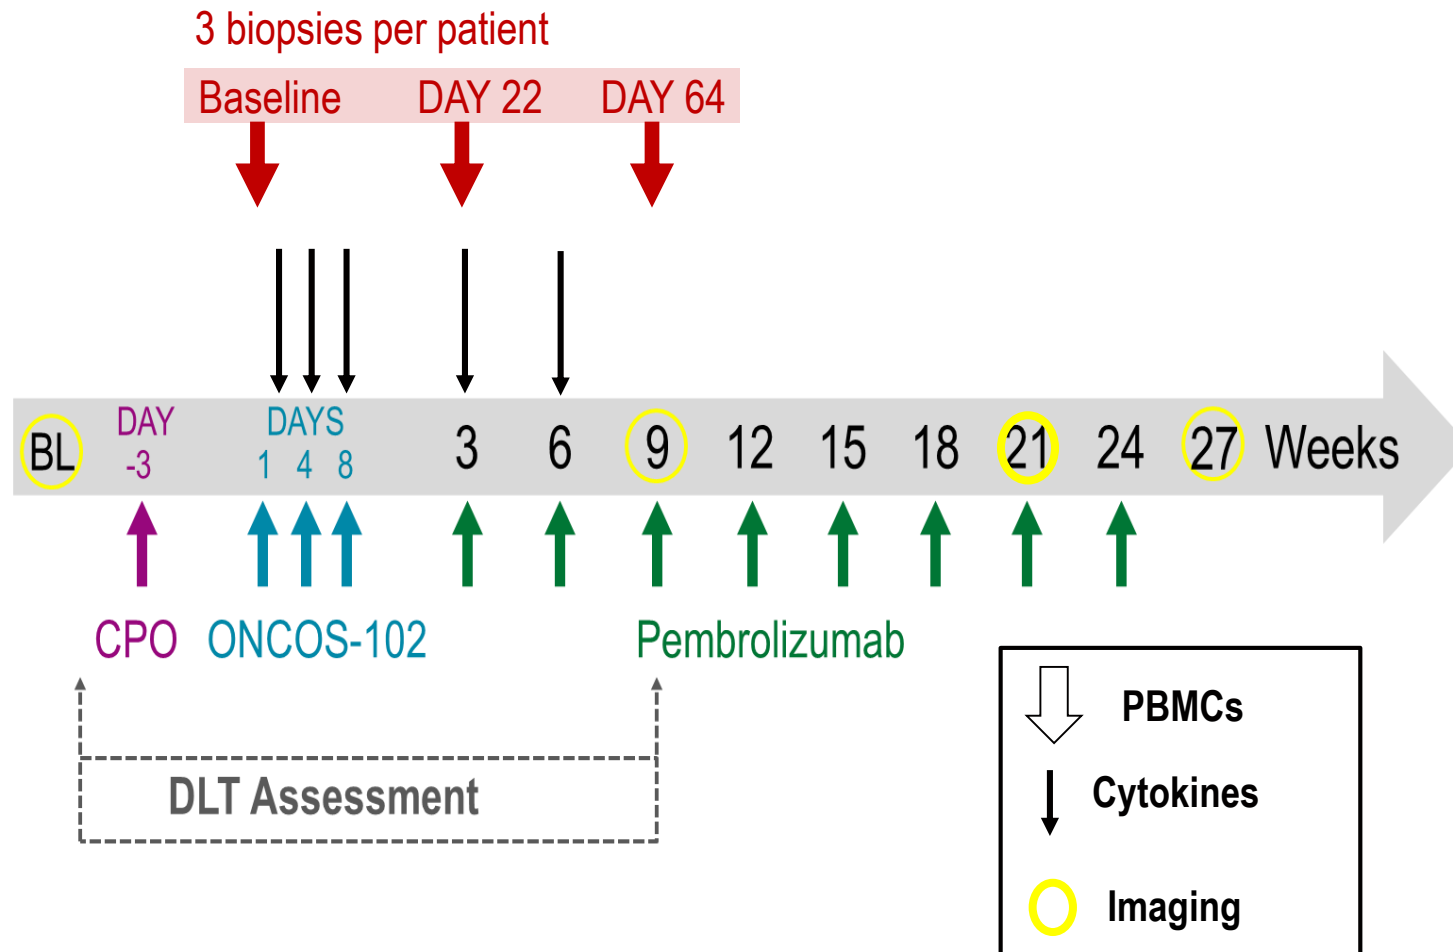 3 biopsies per patient
Baseline DAY 22 DAY 64
BL DAY -3 DAYS 1 4 8 3 6 9 12 15 18 21 24 27 Weeks
CPO ONCOS-102 Pembrolizumab
DLT Assessment
PBMCs
Cytokines
Imaging